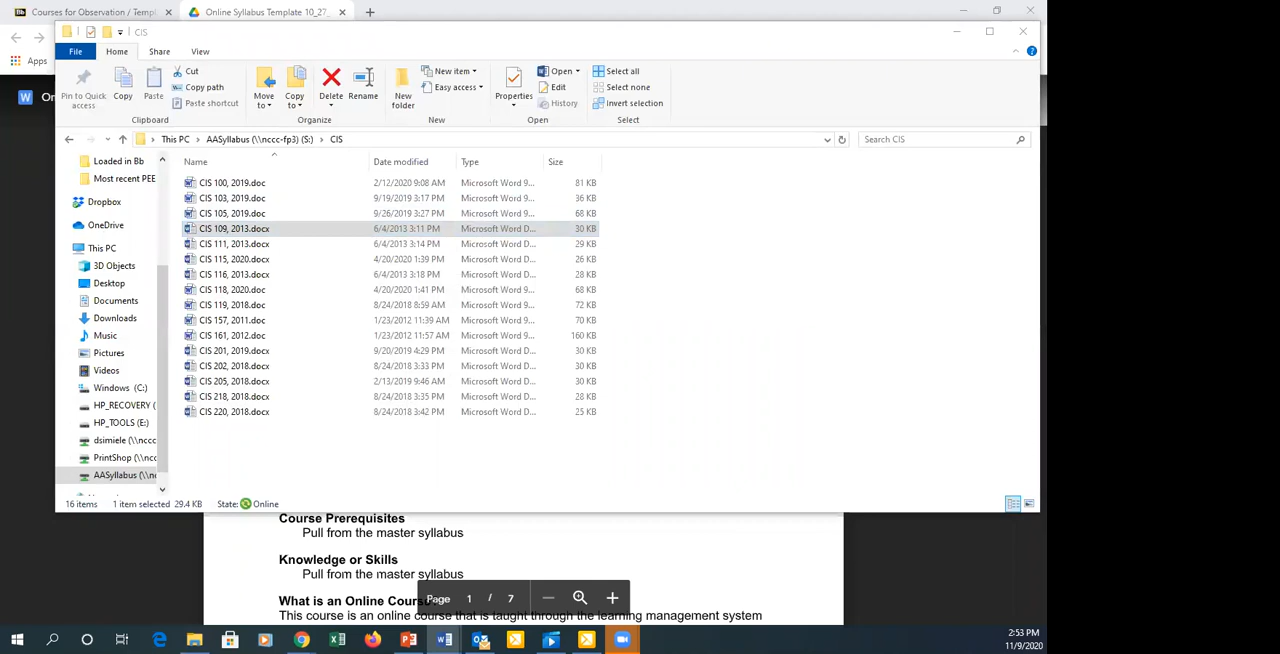 Courses for Observation / Templ
Online Syllabus Template 10_27_
CIS
File Home Share View
Apps
Pin to Quick access
Copy
Paste
Cut
Copy path
Paste shortcut
Clipboard
Move to
Copy to
Delete
Rename
Organize
New folder
New item
Easy access
New
Properties
Open
Edit
History
Open
Select all
Select none
Invert selection
Select
This PC > AASyllabus (\\nccc-fp3) (S:) > CIS
Search CIS
Name Date modified Type Size
Loaded in Bb
Most recent PEE
Dropbox
OneDrive
This PC
3D Objects
Desktop
Documents
Downloads
Music
Pictures
Videos
Windows (C:)
HP_RECOVERY (
HP_TOOLS (E:)
dsimiele (\\nccc
PrintShop (\\ncc
AASyllabus (\\nc
CIS 100, 2019.doc 2/12/2020 9:08 AM Microsoft Word 9... 81 KB
CIS 103, 2019.doc 9/19/2019 3:17 PM Microsoft Word 9... 36 KB
CIS 105, 2019.doc 9/26/2019 3:27 PM Microsoft Word 9... 68 KB
CIS 109, 2013.docx 6/4/2013 3:11 PM Microsoft Word D... 30 KB
CIS 111, 2013.docx 6/4/2013 3:14 PM Microsoft Word D... 29 KB
CIS 115, 2020.docx 4/20/2020 1:39 PM Microsoft Word D... 26 KB
CIS 116, 2013.docx 6/4/2013 3:18 PM Microsoft Word D... 28 KB
CIS 118, 2020.doc 4/20/2020 1:41 PM Microsoft Word 9... 68 KB
CIS 119, 2018.doc 8/24/2018 8:59 AM Microsoft Word 9... 72 KB
CIS 157, 2011.doc 1/23/2012 11:39 AM Microsoft Word 9... 70 KB
CIS 161, 2012.doc 1/23/2012 11:57 AM Microsoft Word 9... 160 KB
CIS 201, 2019.docx 9/20/2019 4:29 PM Microsoft Word D... 30 KB
CIS 202, 2018.docx 8/24/2018 3:33 PM Microsoft Word D... 30 KB
CIS 205, 2018.docx 2/13/2019 9:46 AM Microsoft Word D... 30 KB
CIS 218, 2018.docx 8/24/2018 3:35 PM Microsoft Word D... 28 KB
CIS 220, 2018.docx 8/24/2018 3:42 PM Microsoft Word D... 25 KB
16 items 1 item selected 29.4 KB State: Online
Course Prerequisites
Pull from the master syllabus
Knowledge or Skills
Pull from the master syllabus
What is an Online Cours
This course is an online course that is taught through the learning management system
Page 1 / 7
2:53 PM
11/9/2020